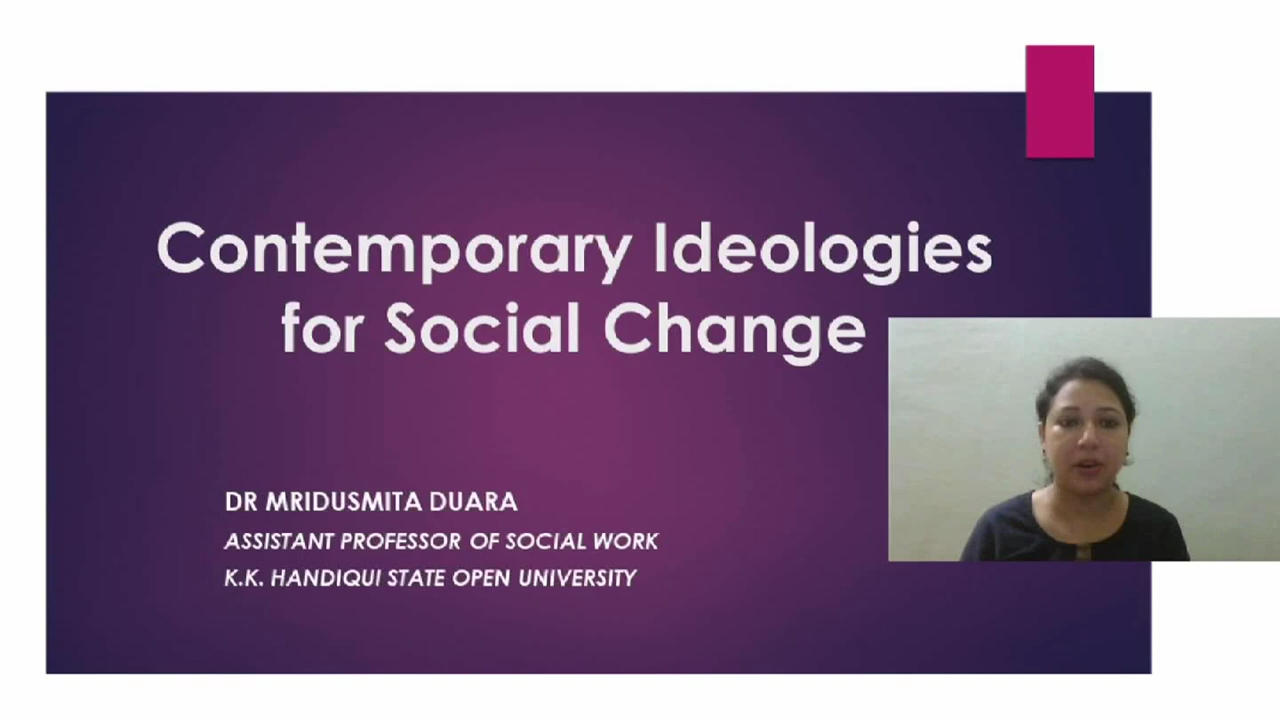 Contemporary Ideologies
for Social Change
DR MRIDUSMITA DUARA
ASSISTANT PROFESSOR OF SOCIAL WORK
K.K. HANDIQUI STATE OPEN UNIVERSITY